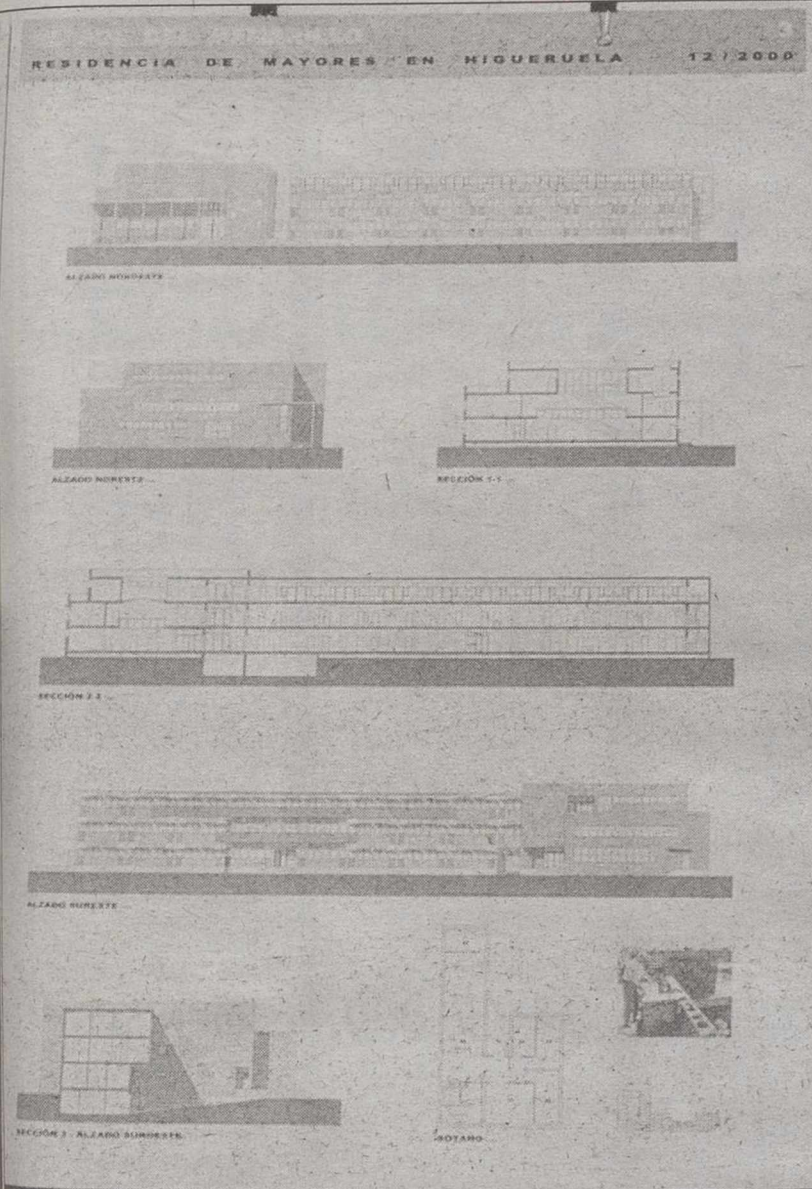 RESIDENCIA DE MAYORES EN HIGUERUELA 12/2000
ALZADO NOROESTE
ALZADO NORESTE
SECCIÓN 1-1
SECCIÓN 2-2
ALZADO SURESTE
SECCIÓN 3 - ALZADO SUROESTE
SÓTANO